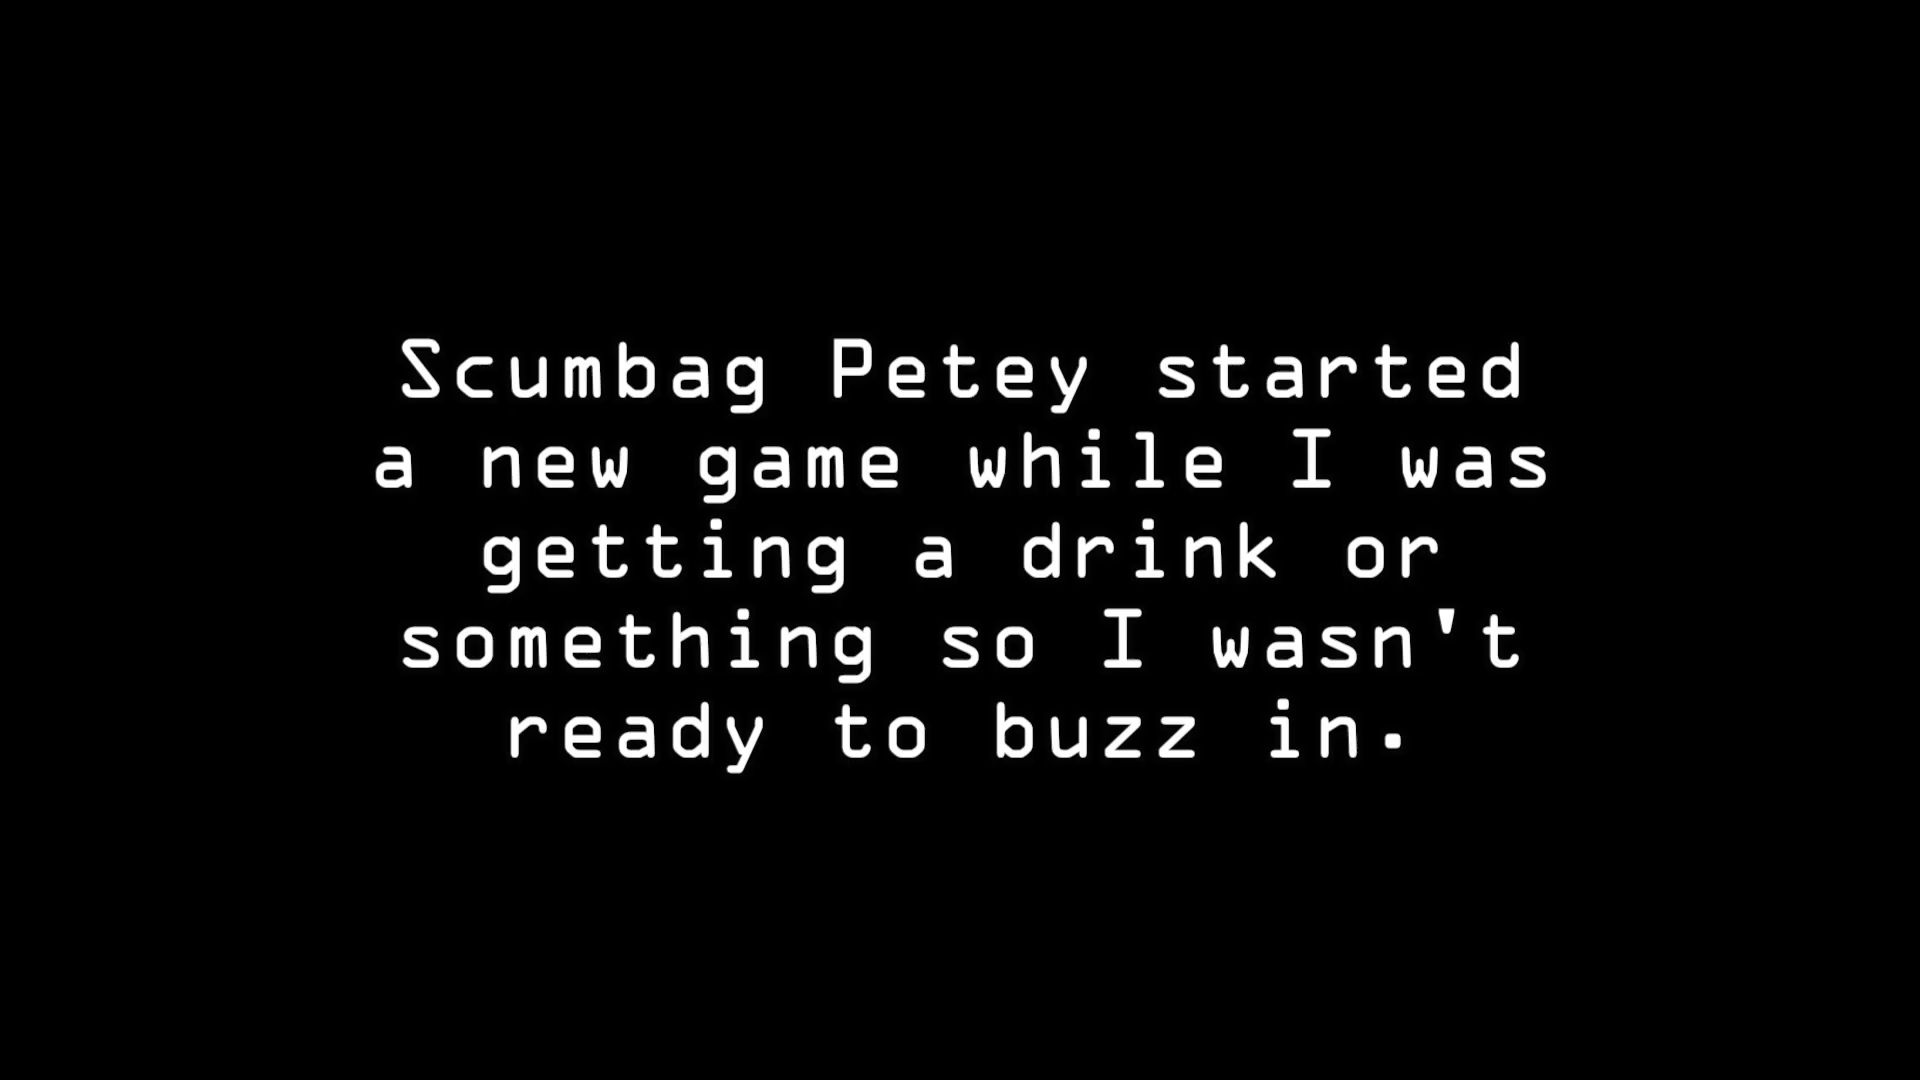 Scumbag Petey started
a new game while I was
getting a drink or
something so I wasn't
ready to buzz in.